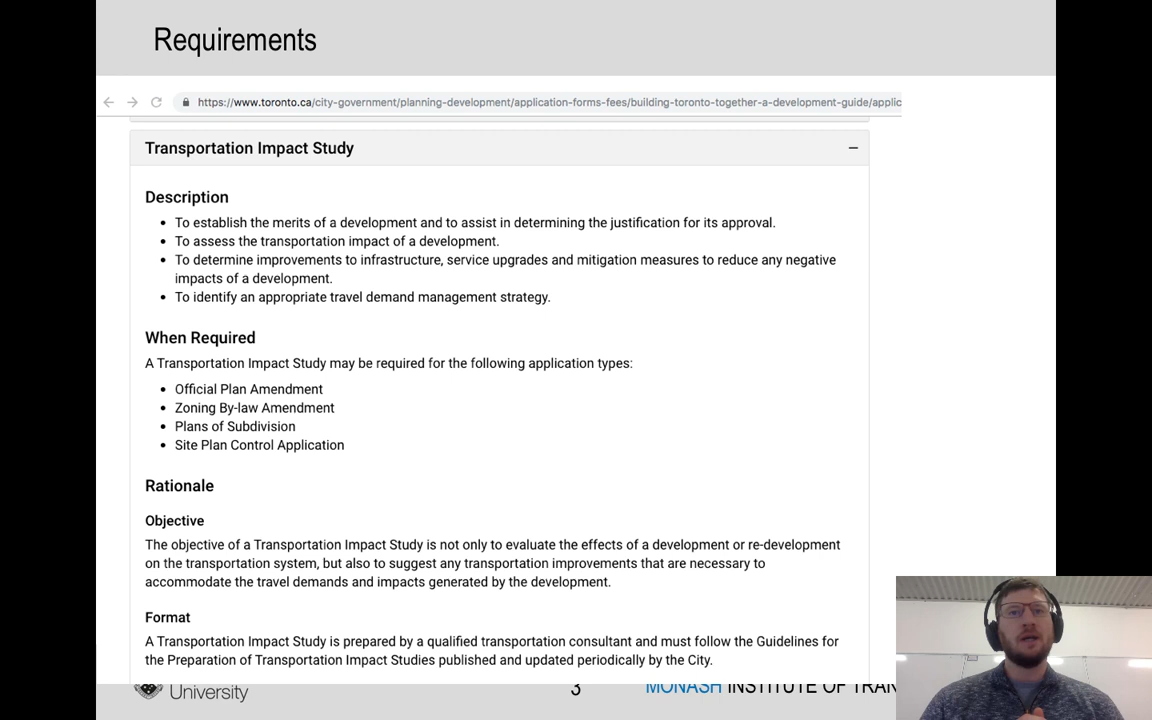 Requirements
https://www.toronto.ca/city-government/planning-development/application-forms-fees/building-toronto-together-a-development-guide/applic
Transportation Impact Study
Description
• To establish the merits of a development and to assist in determining the justification for its approval.
• To assess the transportation impact of a development.
• To determine improvements to infrastructure, service upgrades and mitigation measures to reduce any negative
impacts of a development.
• To identify an appropriate travel demand management strategy.
When Required
A Transportation Impact Study may be required for the following application types:
• Official Plan Amendment
• Zoning By-law Amendment
• Plans of Subdivision
• Site Plan Control Application
Rationale
Objective
The objective of a Transportation Impact Study is not only to evaluate the effects of a development or re-development
on the transportation system, but also to suggest any transportation improvements that are necessary to
accommodate the travel demands and impacts generated by the development.
Format
A Transportation Impact Study is prepared by a qualified transportation consultant and must follow the Guidelines for
the Preparation of Transportation Impact Studies published and updated periodically by the City.
University 3 MONASH INSTITUTE OF TRAN